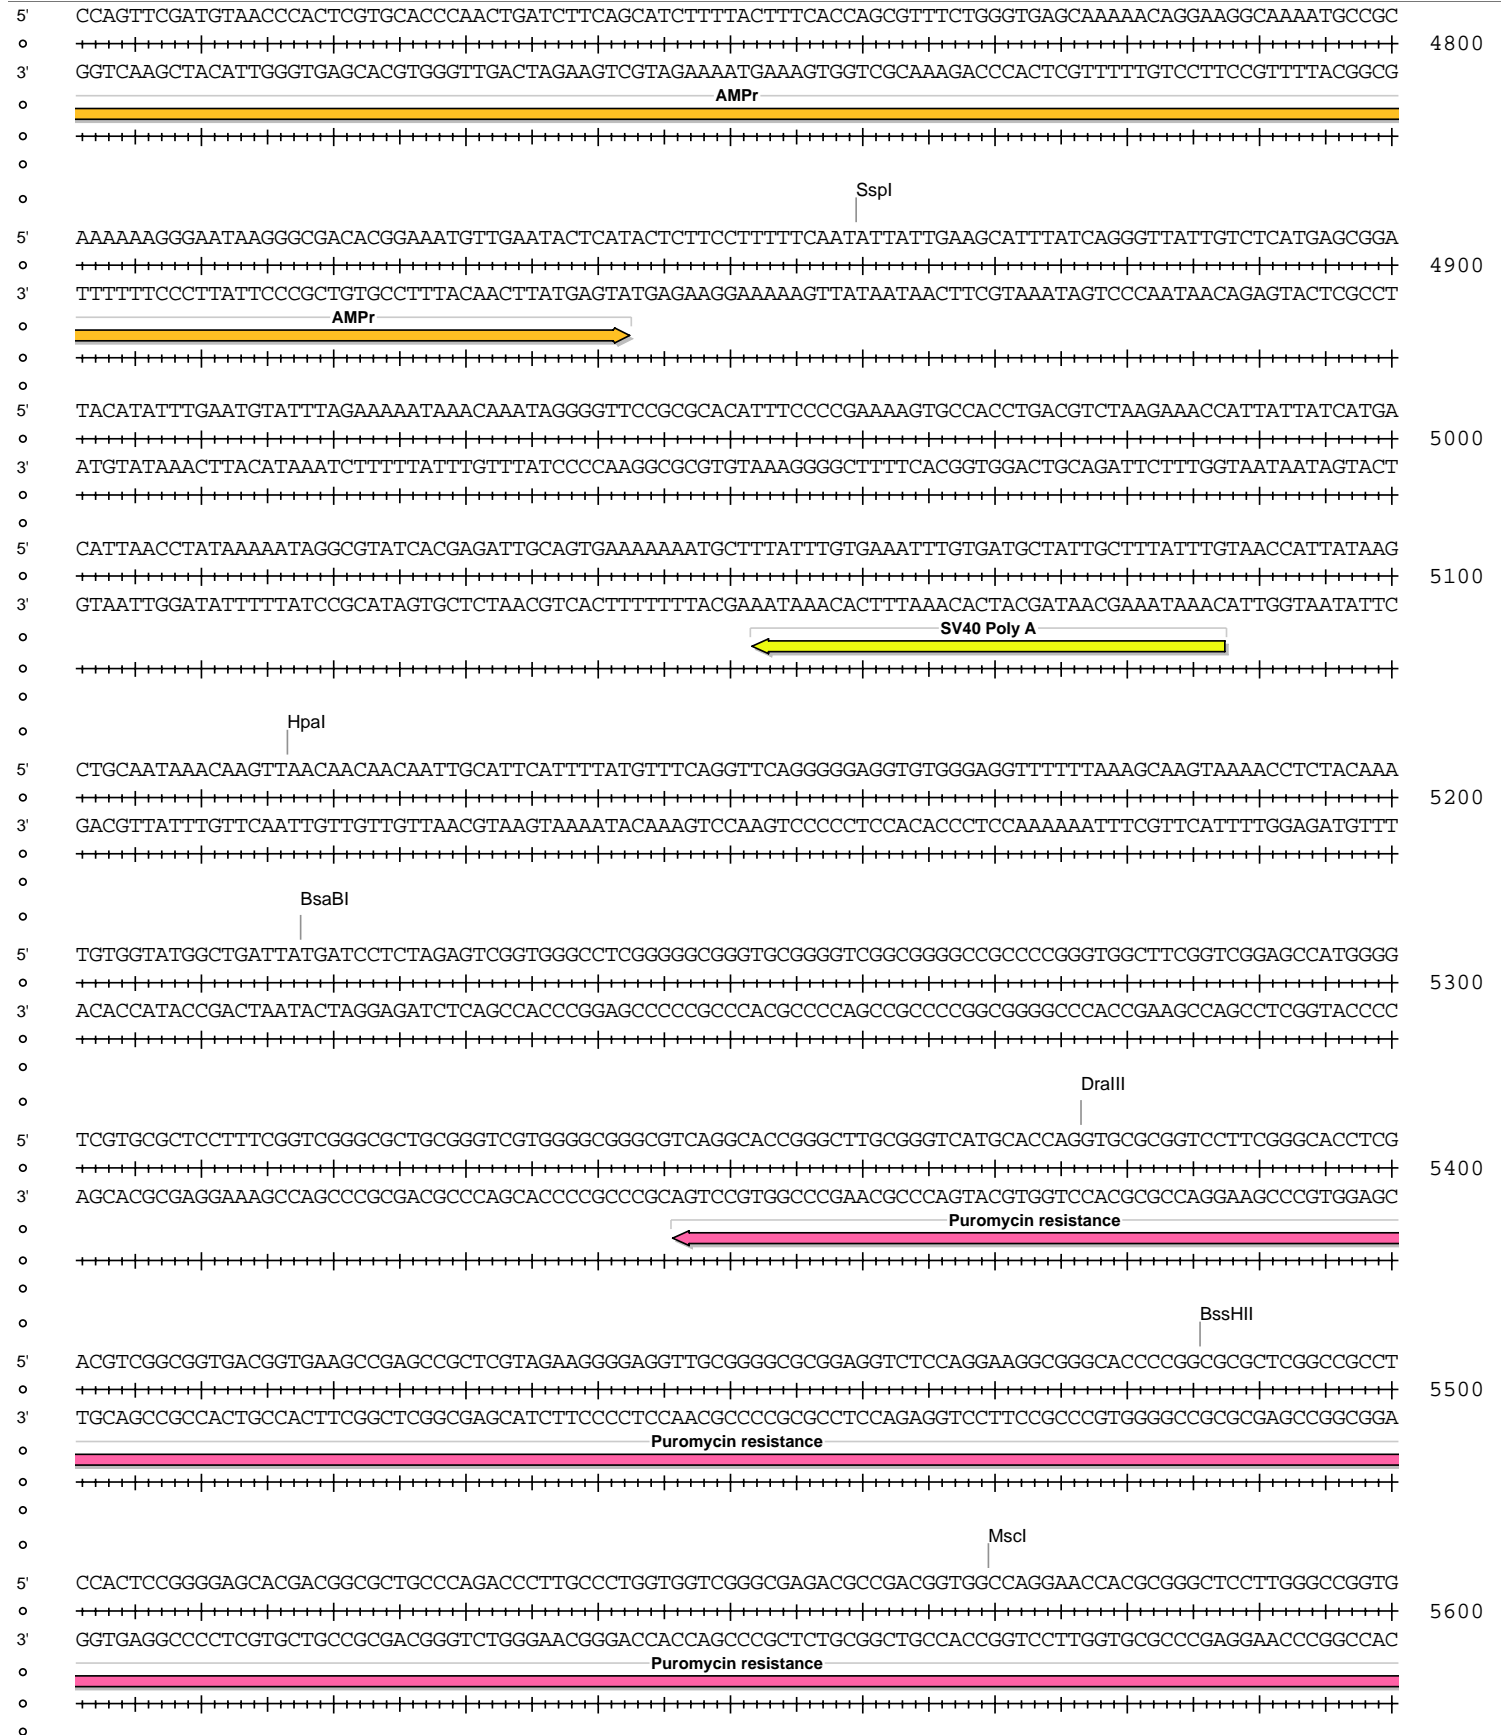 5' CCAGTTCGATGTAACCCACTCGTGCACCCAACTGATCTTCAGCATCTTTTACTTTCACCAGCGTTTCTGGGTGAGCAAAAACAGGAAGGCAAAATGCCGC
4800
3' GGTCAAGCTACATTGGGTGAGCACGTGGGTTGACTAGAAGTCGTAGAAAATGAAAGTGGTCGCAAAGACCCACTCGTTTTTGTCCTTCCGTTTTACGGCG
AMPr
SspI
5' AAAAAAGGGAATAAGGGCGACACGGAAATGTTGAATACTCATACTCTTCCTTTTTCAATATTATTGAAGCATTTATCAGGGTTATTGTCTCATGAGCGGA
4900
3' TTTTTTCCCTTATTCCCGCTGTGCCTTTACAACTTATGAGTATGAGAAGGAAAAAGTTATAATAACTTCGTAAATAGTCCCAATAACAGAGTACTCGCCT
AMPr
5' TACATATTTGAATGTATTTAGAAAAATAAACAAATAGGGGTTCCGCGCACATTTCCCCGAAAAGTGCCACCTGACGTCTAAGAAACCATTATTATCATGA
5000
3' ATGTATAAACTTACATAAATCTTTTTATTTGTTTATCCCCAAGGCGCGTGTAAAGGGGCTTTTCACGGTGGACTGCAGATTCTTTGGTAATAATAGTACT
5' CATTAACCTATAAAAATAGGCGTATCACGAGATTGCAGTGAAAAAAATGCTTTATTTGTGAAATTTGTGATGCTATTGCTTTATTTGTAACCATTATAAG
5100
3' GTAATTGGATATTTTTATCCGCATAGTGCTCTAACGTCACTTTTTTTACGAAATAAACACTTTAAACACTACGATAACGAAATAAACATTGGTAATATTC
SV40 Poly A
HpaI
5' CTGCAATAAACAAGTTAACAACAACAATTGCATTCATTTTATGTTTCAGGTTCAGGGGGAGGTGTGGGAGGTTTTTTAAAGCAAGTAAAACCTCTACAAA
5200
3' GACGTTATTTGTTCAATTGTTGTTGTTAACGTAAGTAAAATACAAAGTCCAAGTCCCCCTCCACACCCTCCAAAAAATTTCGTTCATTTTGGAGATGTTT
BsaBI
5' TGTGGTATGGCTGATTATGATCCTCTAGAGTCGGTGGGCCTCGGGGGCGGGTGCGGGGTCGGCGGGGCCGCCCCGGGTGGCTTCGGTCGGAGCCATGGGG
5300
3' ACACCATACCGACTAATACTAGGAGATCTCAGCCACCCGGAGCCCCCGCCCACGCCCCAGCCGCCCCGGCGGGGCCCACCGAAGCCAGCCTCGGTACCCC
DraIII
5' TCGTGCGCTCCTTTCGGTCGGGCGCTGCGGGTCGTGGGGCGGGCGTCAGGCACCGGGCTTGCGGGTCATGCACCAGGTGCGCGGTCCTTCGGGCACCTCG
5400
3' AGCACGCGAGGAAAGCCAGCCCGCGACGCCCAGCACCCCGCCCGCAGTCCGTGGCCCGAACGCCCAGTACGTGGTCCACGCGCCAGGAAGCCCGTGGAGC
Puromycin resistance
BssHII
5' ACGTCGGCGGTGACGGTGAAGCCGAGCCGCTCGTAGAAGGGGAGGTTGCGGGGCGCGGAGGTCTCCAGGAAGGCGGGCACCCCGGCGCGCTCGGCCGCCT
5500
3' TGCAGCCGCCACTGCCACTTCGGCTCGGCGAGCATCTTCCCCTCCAACGCCCCGCGCCTCCAGAGGTCCTTCCGCCCGTGGGGCCGCGCGAGCCGGCGGA
Puromycin resistance
MscI
5' CCACTCCGGGGAGCACGACGGCGCTGCCCAGACCCTTGCCCTGGTGGTCGGGCGAGACGCCGACGGTGGCCAGGAACCACGCGGGCTCCTTGGGCCGGTG
5600
3' GGTGAGGCCCCTCGTGCTGCCGCGACGGGTCTGGGAACGGGACCACCAGCCCGCTCTGCGGCTGCCACCGGTCCTTGGTGCGCCCGAGGAACCCGGCCAC
Puromycin resistance